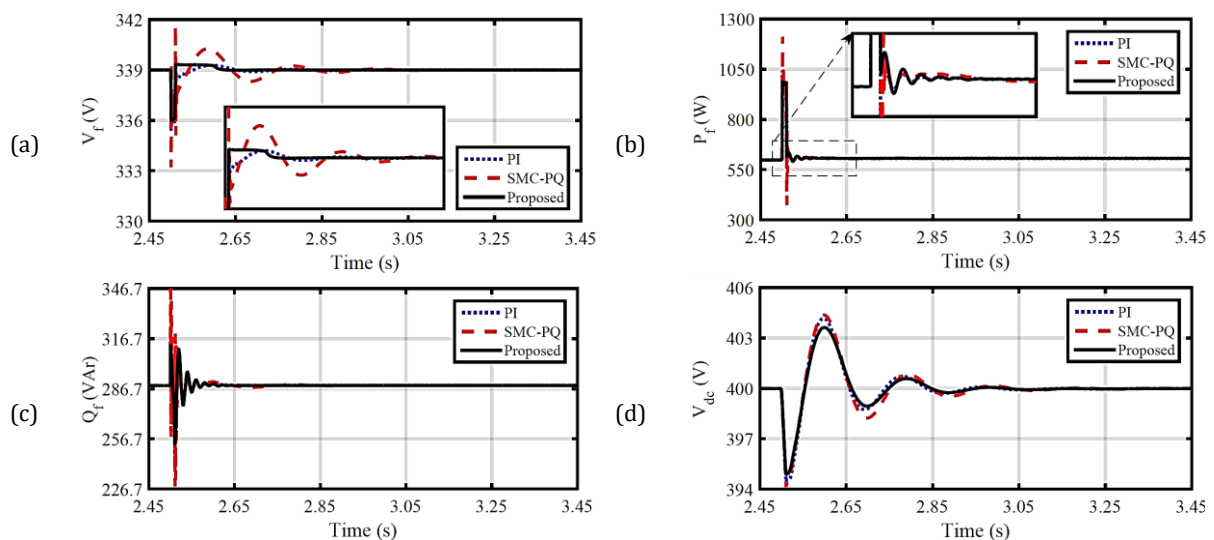 (a)
V_f (V)
342
339
336
333
330
PI
SMC-PQ
Proposed
2.45 2.65 2.85 3.05 3.25 3.45
Time (s)
(b)
P_f (W)
1300
1050
800
550
300
PI
SMC-PQ
Proposed
2.45 2.65 2.85 3.05 3.25 3.45
Time (s)
(c)
Q_f (VAr)
346.7
316.7
286.7
256.7
226.7
PI
SMC-PQ
Proposed
2.45 2.65 2.85 3.05 3.25 3.45
Time (s)
(d)
V_dc (V)
406
403
400
397
394
PI
SMC-PQ
Proposed
2.45 2.65 2.85 3.05 3.25 3.45
Time (s)